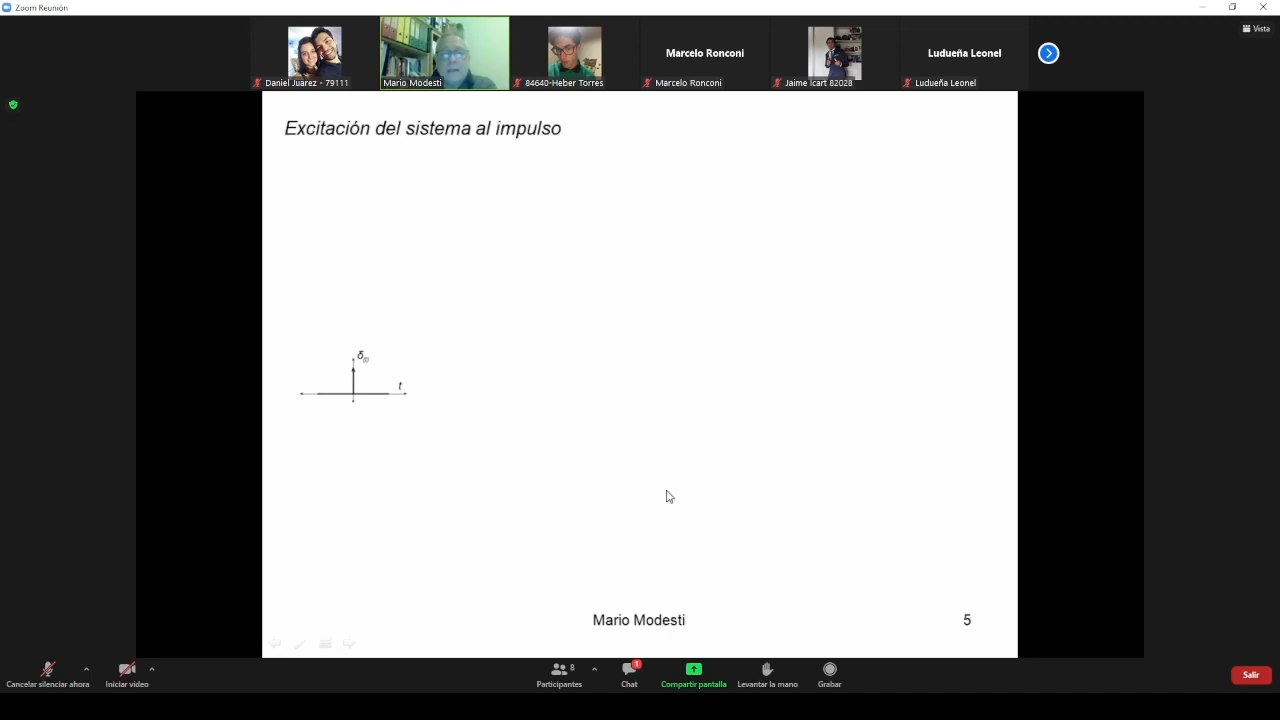 Zoom Reunión
Vista
Marcelo Ronconi
Ludueña Leonel
Daniel Juarez - 79111
Mario Modesti
84640-Heber Torres
Marcelo Ronconi
Jaime Icart 82028
Ludueña Leonel
Excitación del sistema al impulso
δ(t)
t
Mario Modesti
5
8
1
Cancelar silenciar ahora
Iniciar video
Participantes
Chat
Compartir pantalla
Levantar la mano
Grabar
Salir